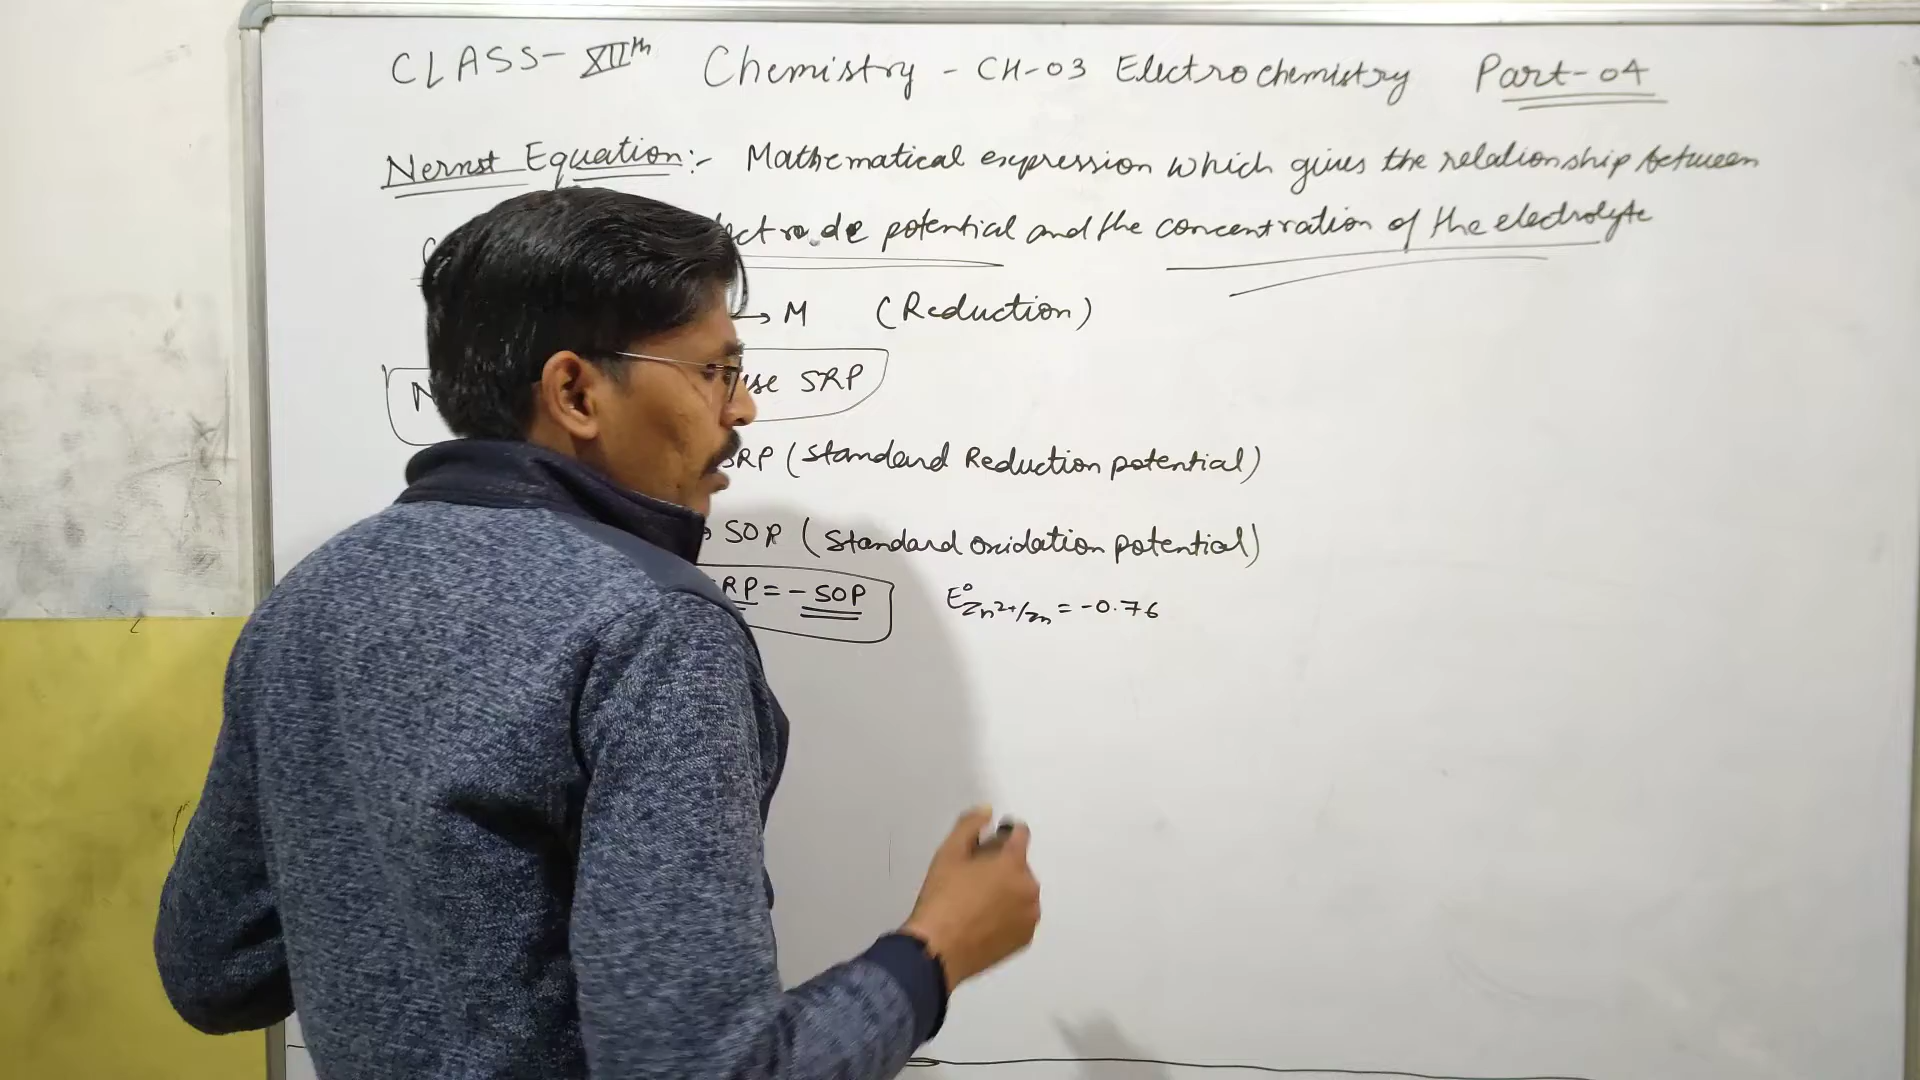 CLASS- XIIth Chemistry - CH-03 Electrochemistry Part-04
Nernst Equation:- Mathematical expression which gives the relationship between
potential and the concentration of the electrolyte
→ M (Reduction)
SRP
SRP (Standard Reduction potential)
SOP (Standard oxidation potential)
RP = - SOP
E°Zn²⁺/Zn = -0.76